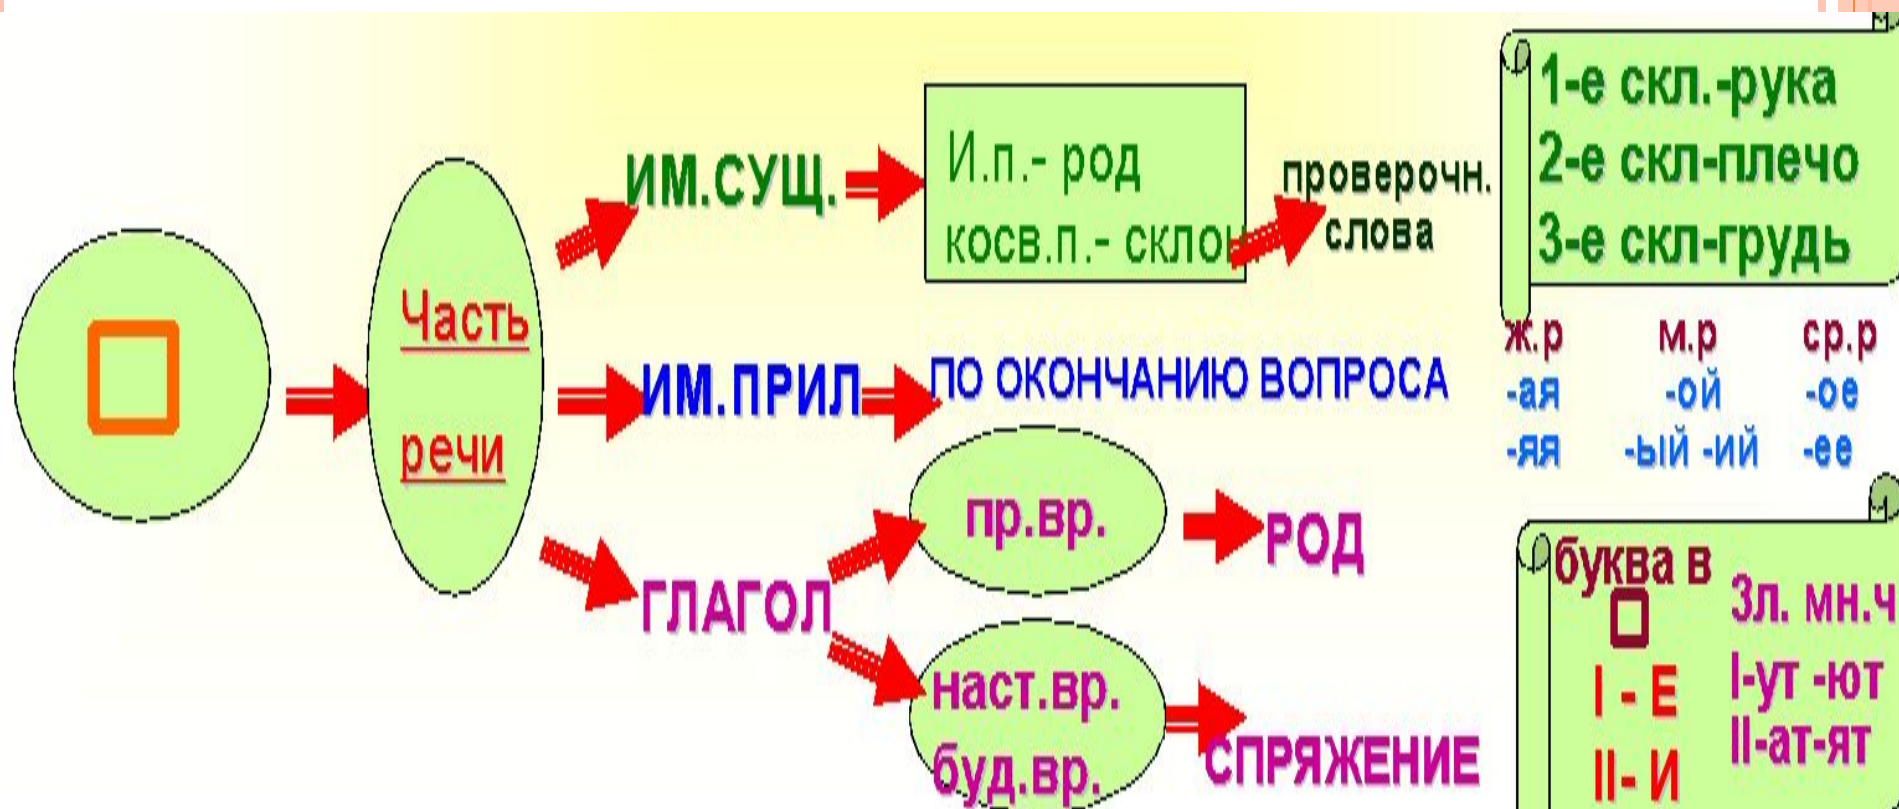 Часть
речи
ИМ.СУЩ.
И.п.- род
косв.п.- склон
проверочн.
слова
1-е скл.-рука
2-е скл-плечо
3-е скл-грудь
ИМ.ПРИЛ
ПО ОКОНЧАНИЮ ВОПРОСА
ж.р м.р ср.р
-ая -ой -ое
-яя -ый -ий -ее
ГЛАГОЛ
пр.вр.
РОД
наст.вр.
буд.вр.
СПРЯЖЕНИЕ
буква в
I - Е
II- И
3л. мн.ч
I-ут -ют
II-ат-ят